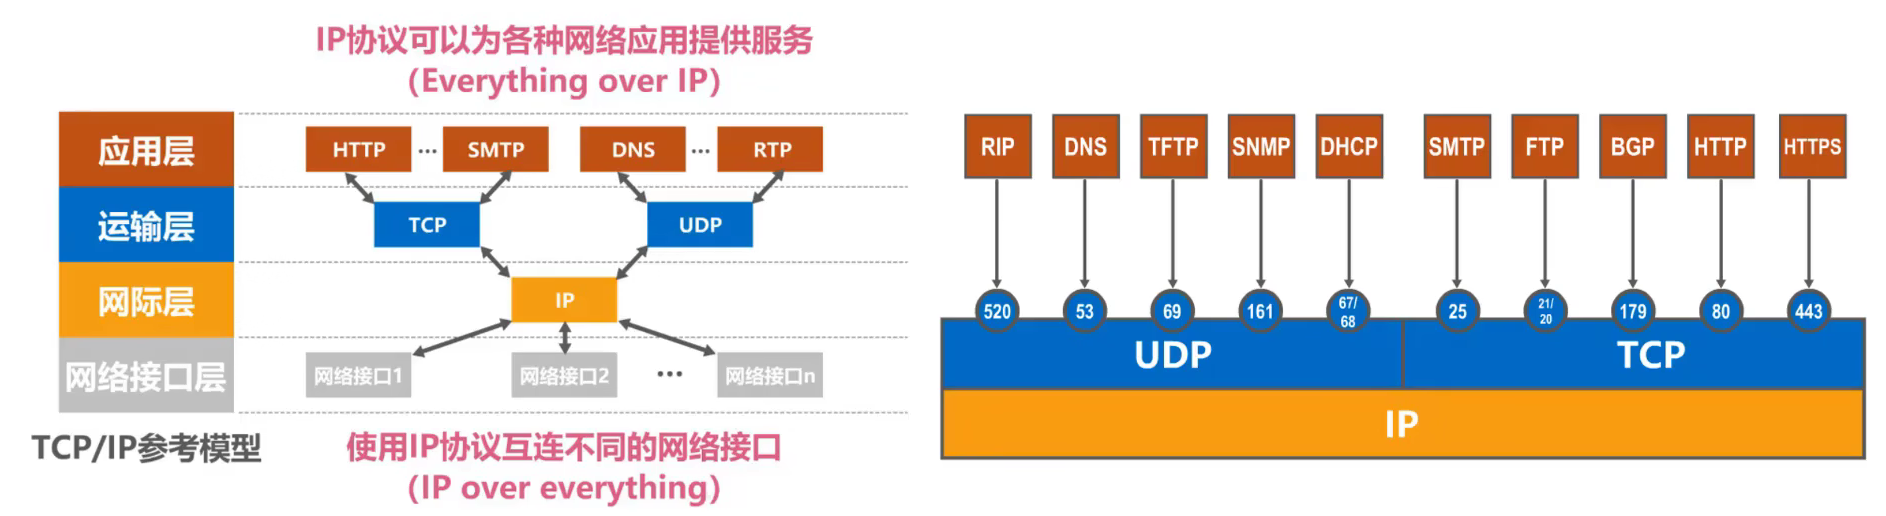 IP协议可以为各种网络应用提供服务
(Everything over IP)
应用层
HTTP ... SMTP DNS ... RTP
运输层
TCP UDP
网际层
IP
网络接口层
网络接口1 网络接口2 ... 网络接口n
TCP/IP参考模型
使用IP协议互连不同的网络接口
(IP over everything)
RIP DNS TFTP SNMP DHCP SMTP FTP BGP HTTP HTTPS
520 53 69 161 67/68 25 21/20 179 80 443
UDP TCP
IP